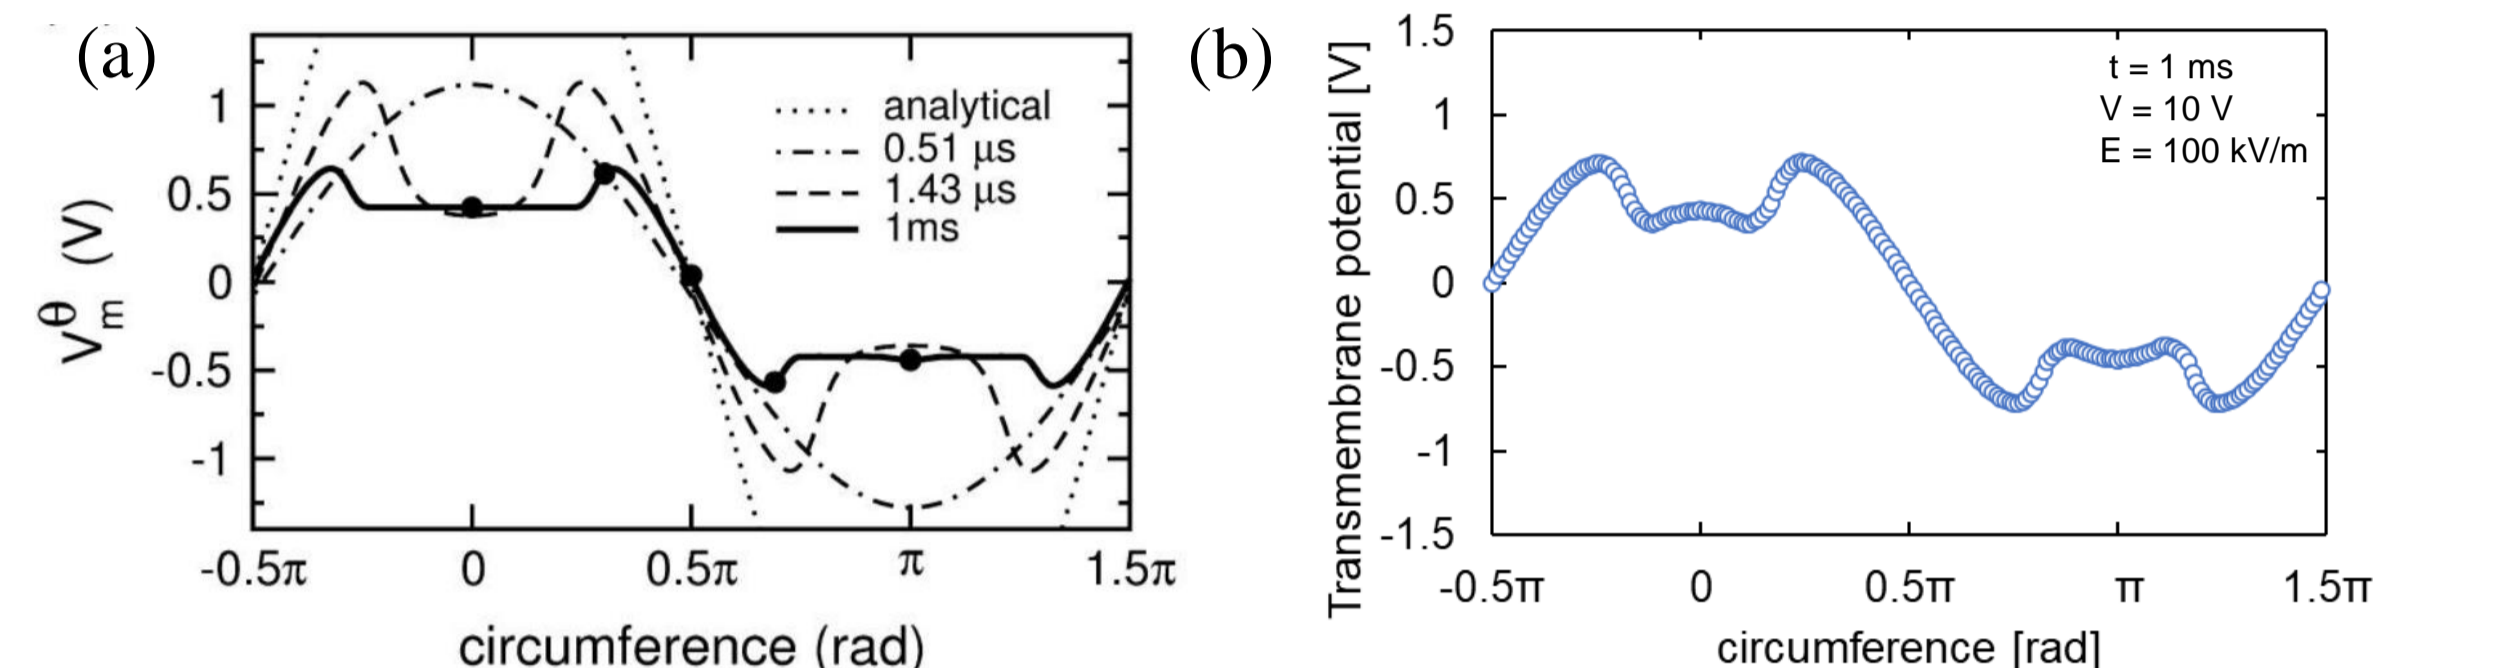 (a)
1
0.5
0
-0.5
-1
V_m^θ (V)
analytical
0.51 μs
1.43 μs
1ms
-0.5π 0 0.5π π 1.5π
circumference (rad)
(b)
Transmembrane potential [V]
1.5
1
0.5
0
-0.5
-1
-1.5
t = 1 ms
V = 10 V
E = 100 kV/m
-0.5π 0 0.5π π 1.5π
circumference [rad]